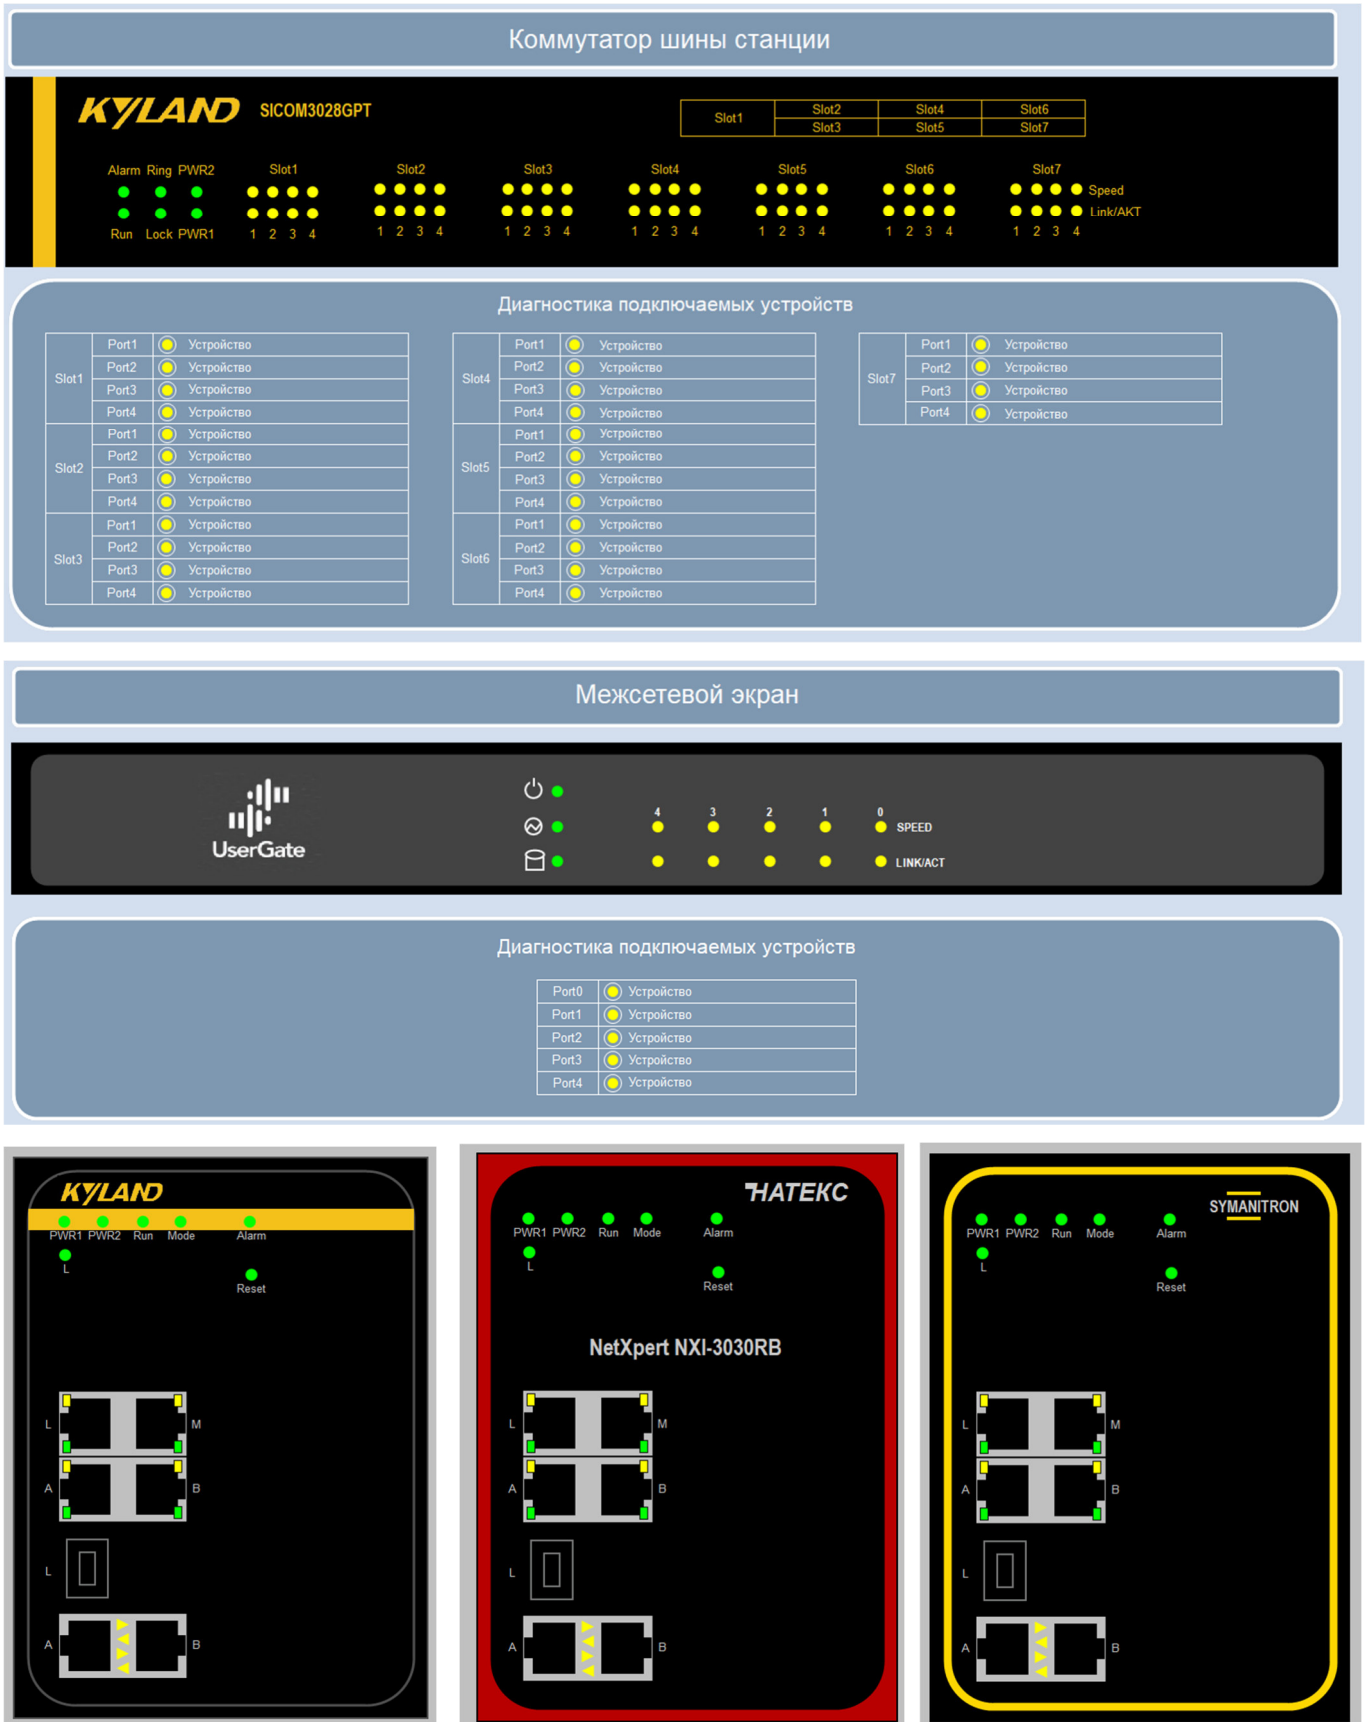 Коммутатор шины станции
KYLAND SICOM3028GPT
Slot1 Slot2 Slot4 Slot6
Slot3 Slot5 Slot7
Alarm Ring PWR2 Slot1 Slot2 Slot3 Slot4 Slot5 Slot6 Slot7
Speed
Link/AKT
Run Lock PWR1 1 2 3 4 1 2 3 4 1 2 3 4 1 2 3 4 1 2 3 4 1 2 3 4 1 2 3 4
Диагностика подключаемых устройств
Slot1
Port1 Устройство
Port2 Устройство
Port3 Устройство
Port4 Устройство
Slot2
Port1 Устройство
Port2 Устройство
Port3 Устройство
Port4 Устройство
Slot3
Port1 Устройство
Port2 Устройство
Port3 Устройство
Port4 Устройство
Slot4
Port1 Устройство
Port2 Устройство
Port3 Устройство
Port4 Устройство
Slot5
Port1 Устройство
Port2 Устройство
Port3 Устройство
Port4 Устройство
Slot6
Port1 Устройство
Port2 Устройство
Port3 Устройство
Port4 Устройство
Slot7
Port1 Устройство
Port2 Устройство
Port3 Устройство
Port4 Устройство
Межсетевой экран
UserGate
4 3 2 1 0
SPEED
LINK/ACT
Диагностика подключаемых устройств
Port0 Устройство
Port1 Устройство
Port2 Устройство
Port3 Устройство
Port4 Устройство
KYLAND
PWR1 PWR2 Run Mode Alarm
L
Reset
L M
A B
L
A B
НАТЕКС
PWR1 PWR2 Run Mode Alarm
L
Reset
NetXpert NXI-3030RB
L M
A B
L
A B
SYMANITRON
PWR1 PWR2 Run Mode Alarm
L
Reset
L M
A B
L
A B